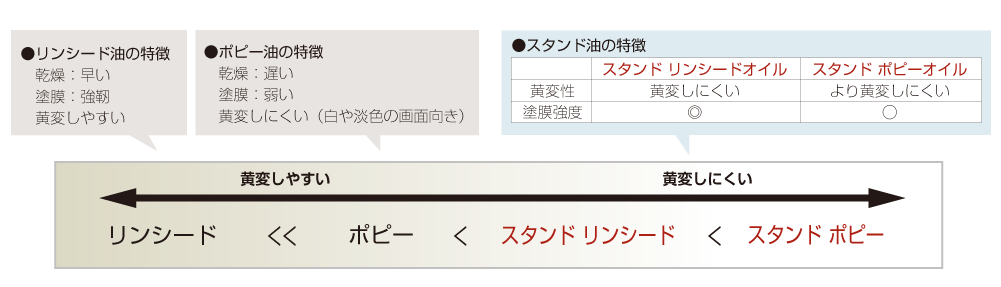 ●リンシード油の特徴
乾燥：早い
塗膜：強靭
黄変しやすい
●ポピー油の特徴
乾燥：遅い
塗膜：弱い
黄変しにくい（白や淡色の画面向き）
●スタンド油の特徴
スタンド リンシードオイル スタンド ポピーオイル
黄変性 黄変しにくい より黄変しにくい
塗膜強度 ◎ ○
黄変しやすい 黄変しにくい
リンシード << ポピー < スタンド リンシード < スタンド ポピー